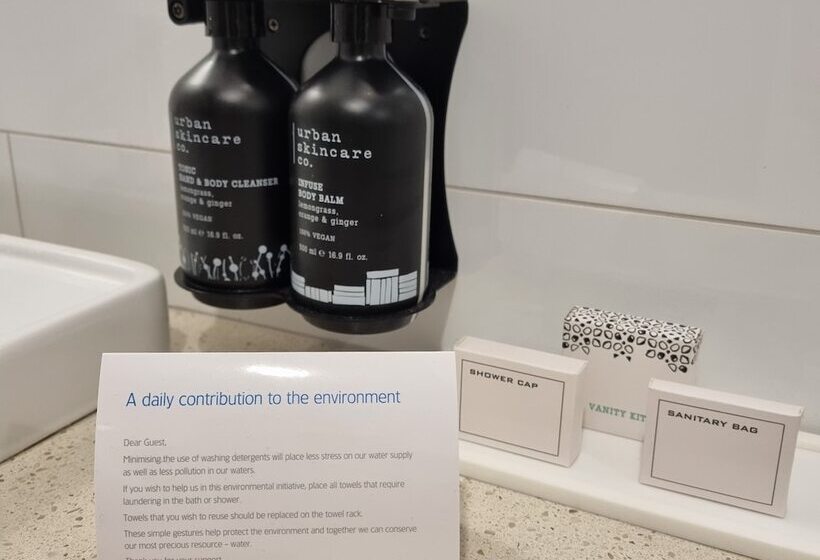 urban
skincare
co.
TONIC
HAND & BODY CLEANSER
lemongrass,
orange & ginger
100% VEGAN
500 ml e 16.9 fl. oz.
urban
skincare
co.
INFUSE
BODY BALM
lemongrass,
orange & ginger
100% VEGAN
500 ml e 16.9 fl. oz.
SHOWER CAP
VANITY KIT
SANITARY BAG
A daily contribution to the environment
Dear Guest,
Minimising the use of washing detergents will place less stress on our water supply
as well as less pollution in our waters.
If you wish to help us in this environmental initiative, place all towels that require
laundering in the bath or shower.
Towels that you wish to reuse should be replaced on the towel rack.
These simple gestures help protect the environment and together we can conserve
our most precious resource – water.